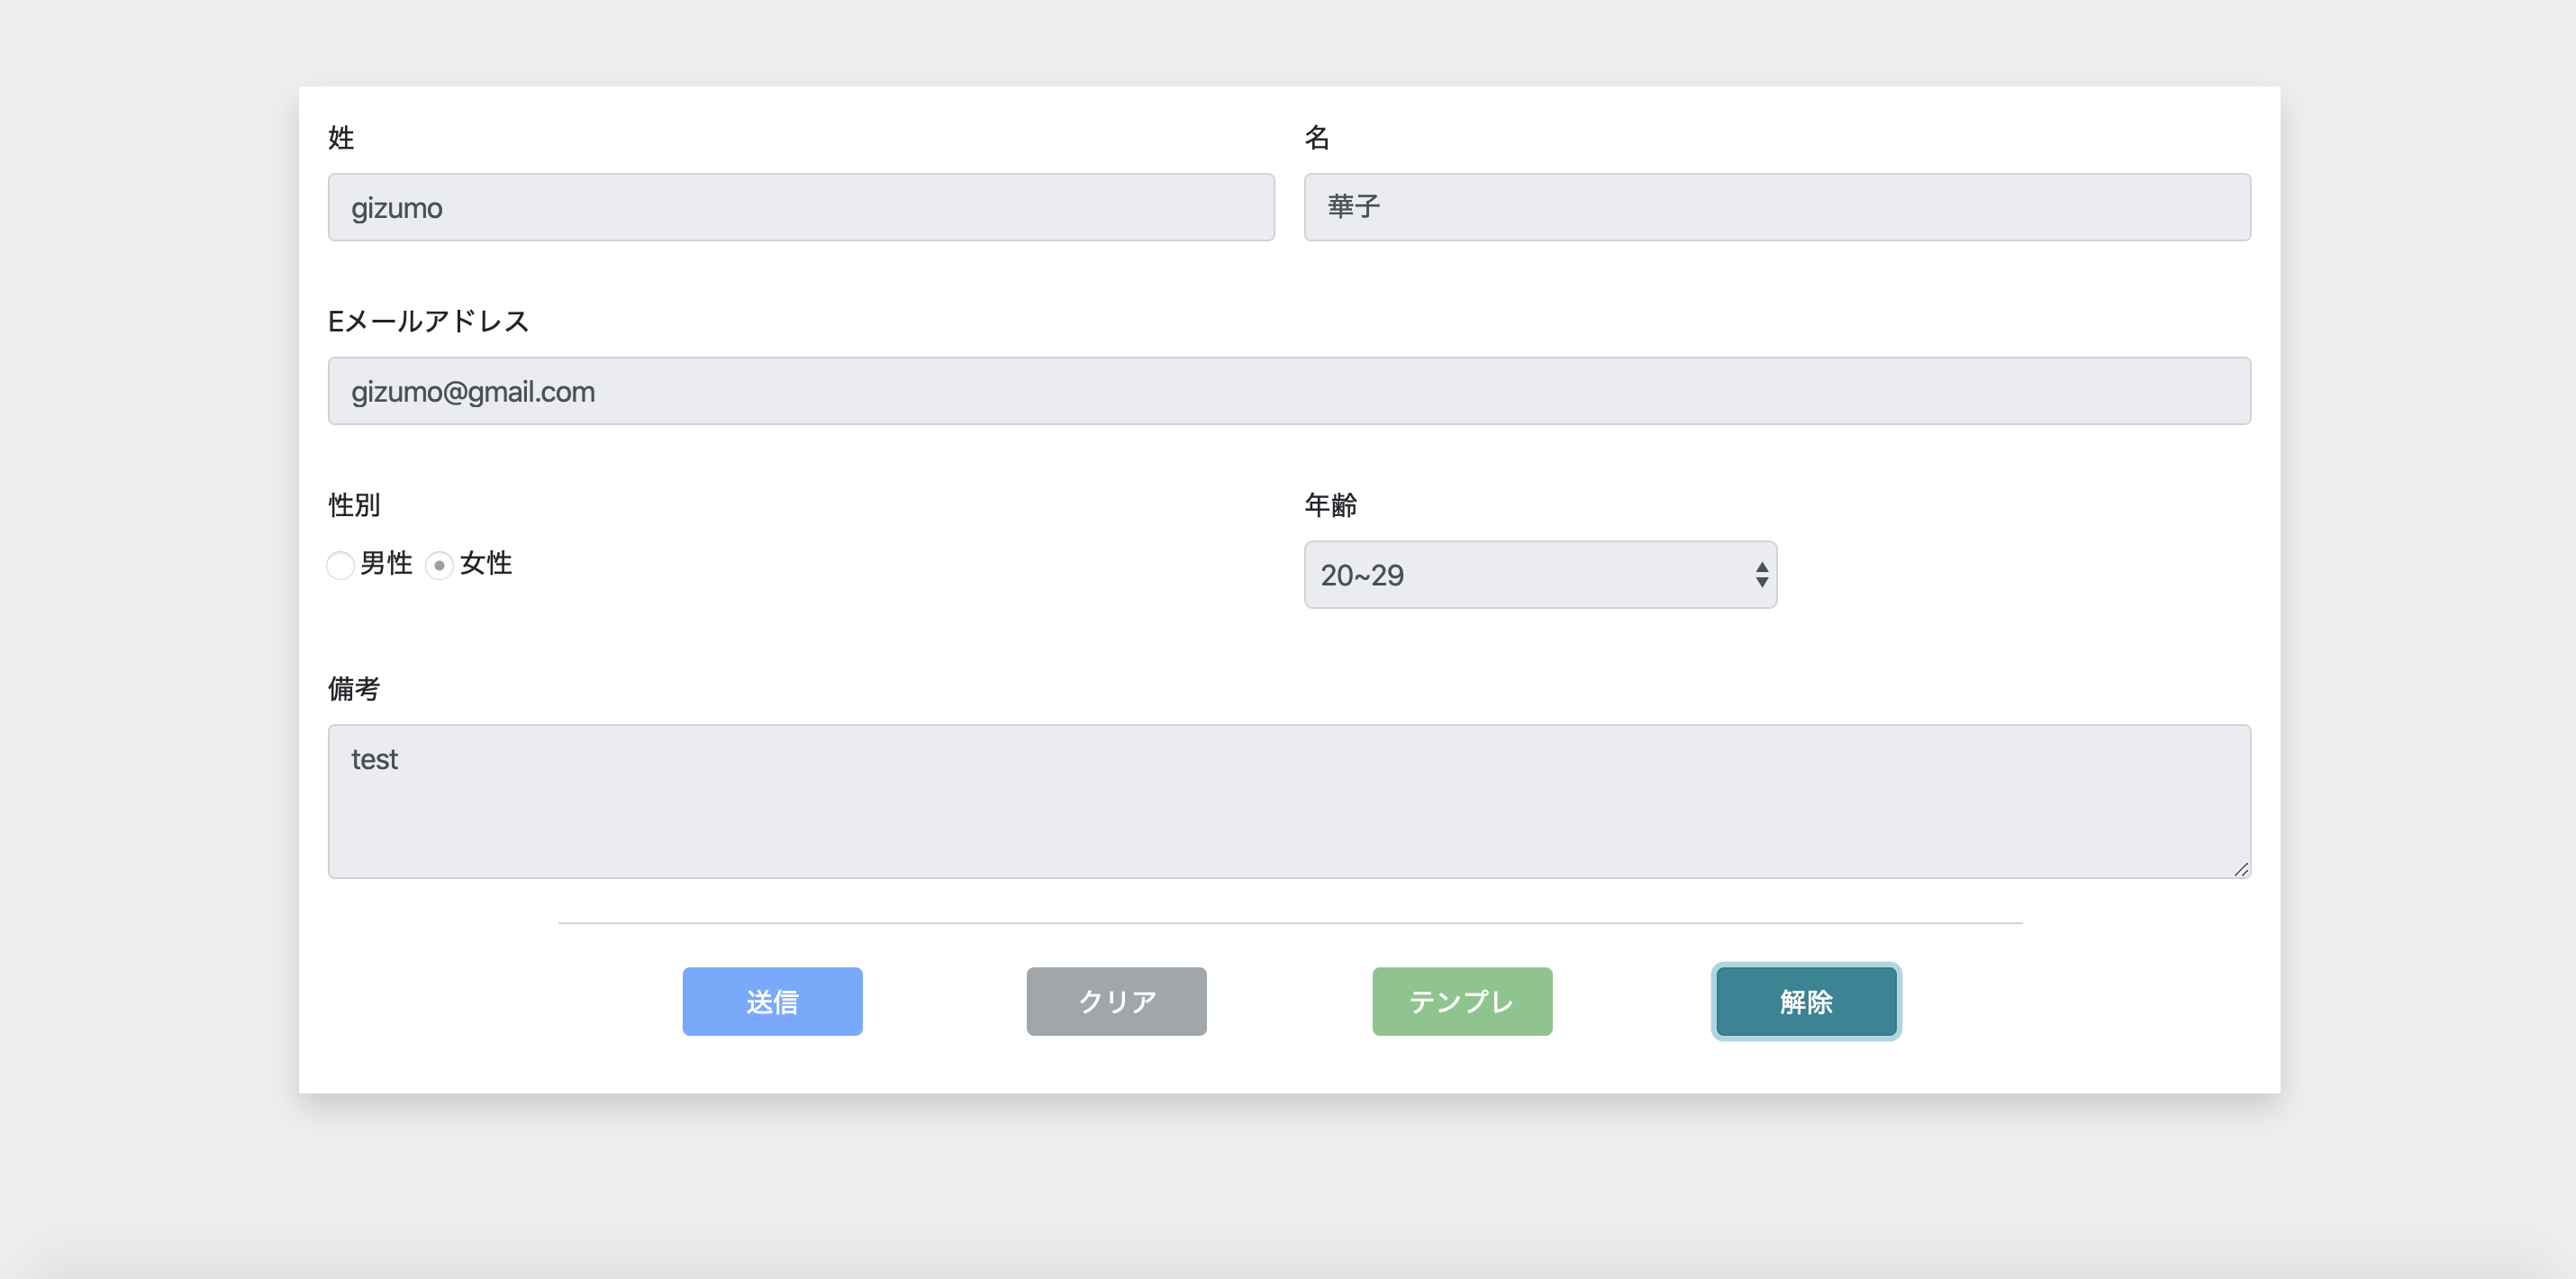 姓 名
gizumo 華子
Eメールアドレス
gizumo@gmail.com
性別 年齢
男性 女性 20~29
備考
test
送信 クリア テンプレ 解除